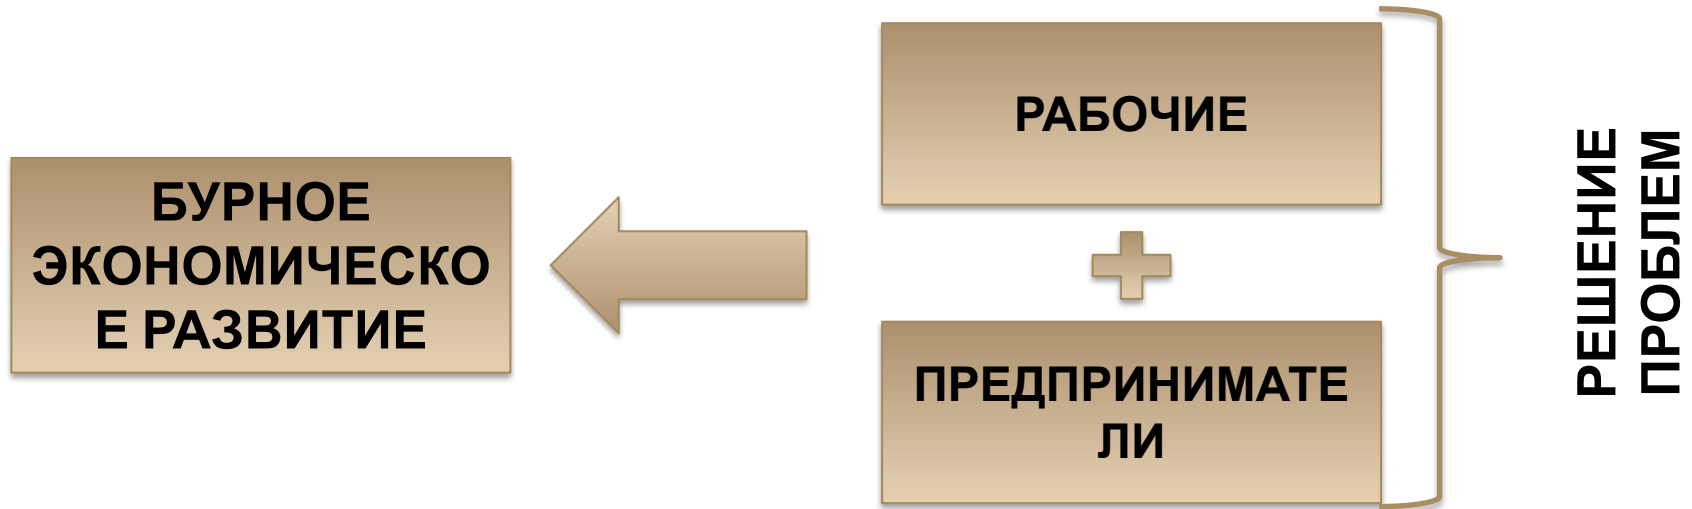 БУРНОЕ
ЭКОНОМИЧЕСКО
Е РАЗВИТИЕ
РАБОЧИЕ
ПРЕДПРИНИМАТЕ
ЛИ
РЕШЕНИЕ
ПРОБЛЕМ